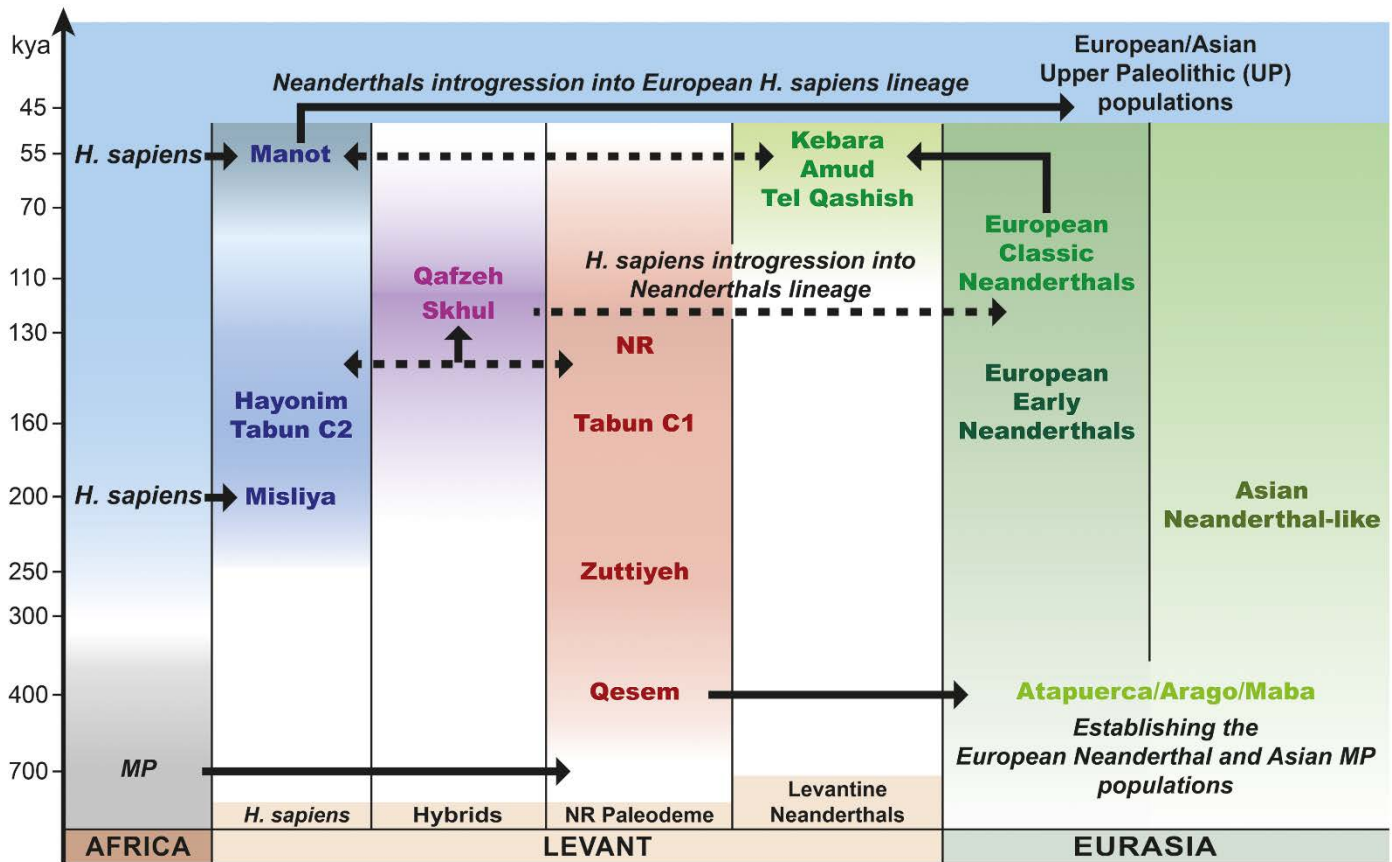 kya
European/Asian
Upper Paleolithic (UP)
populations
Neanderthals introgression into European H. sapiens lineage
45
55
70
110
130
160
200
250
300
400
700
H. sapiens
Manot
Kebara
Amud
Tel Qashish
European
Classic
Neanderthals
Qafzeh
Skhul
H. sapiens introgression into
Neanderthals lineage
NR
Hayonim
Tabun C2
Tabun C1
European
Early
Neanderthals
H. sapiens
Misliya
Asian
Neanderthal-like
Zuttiyeh
Qesem
Atapuerca/Arago/Maba
Establishing the
European Neanderthal and Asian MP
populations
MP
H. sapiens
Hybrids
NR Paleodeme
Levantine
Neanderthals
AFRICA
LEVANT
EURASIA